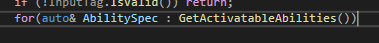 if (!InputTag.IsValid()) return;
for(auto& AbilitySpec : GetActivatableAbilities())